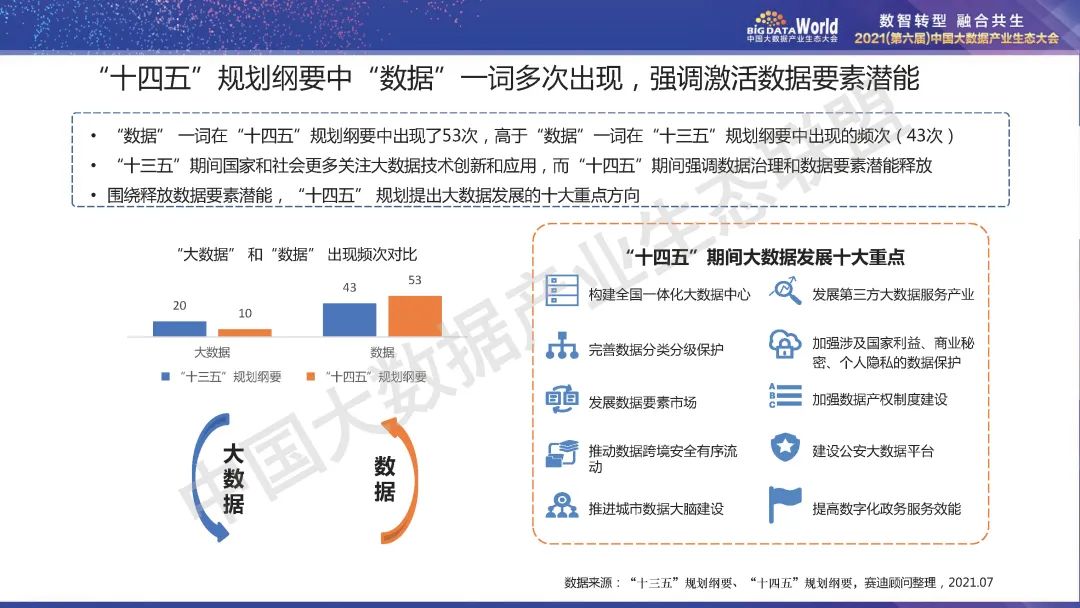 BIG DATA World
中国大数据产业生态大会
数智转型 融合共生
2021(第六届)中国大数据产业生态大会
“十四五”规划纲要中“数据”一词多次出现，强调激活数据要素潜能
• “数据” 一词在“十四五”规划纲要中出现了53次，高于“数据”一词在“十三五”规划纲要中出现的频次（43次）
• “十三五”期间国家和社会更多关注大数据技术创新和应用，而“十四五”期间强调数据治理和数据要素潜能释放
• 围绕释放数据要素潜能，“十四五” 规划提出大数据发展的十大重点方向
“大数据” 和“数据” 出现频次对比
20
10
43
53
大数据
数据
“十三五”规划纲要
“十四五”规划纲要
大数据
数据
“十四五”期间大数据发展十大重点
构建全国一体化大数据中心
发展第三方大数据服务产业
完善数据分类分级保护
加强涉及国家利益、商业秘
密、个人隐私的数据保护
发展数据要素市场
A
B
C
加强数据产权制度建设
推动数据跨境安全有序流
动
建设公安大数据平台
推进城市数据大脑建设
提高数字化政务服务效能
数据来源：“十三五”规划纲要、“十四五”规划纲要，赛迪顾问整理，2021.07
中国大数据产业生态联盟